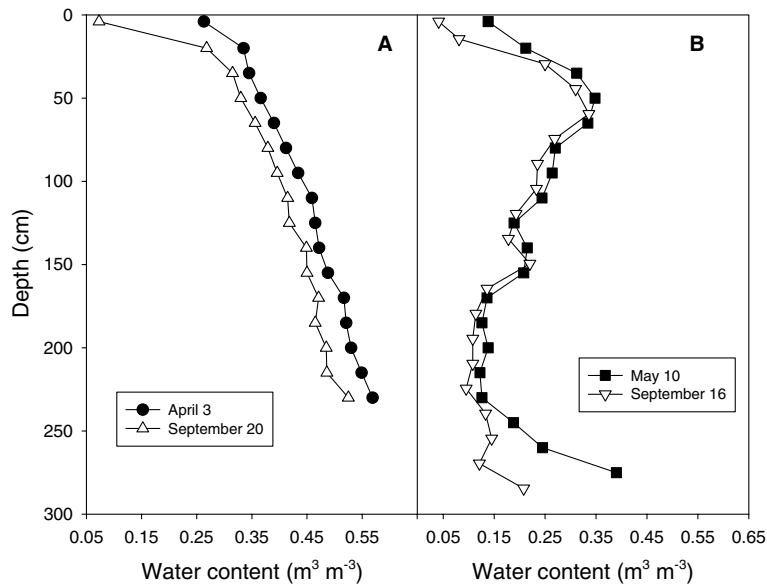 0
50
100
150
200
250
300
Depth (cm)
A
April 3
September 20
0.05 0.15 0.25 0.35 0.45 0.55
Water content (m³ m⁻³)
B
May 10
September 16
0.05 0.15 0.25 0.35 0.45 0.55 0.65
Water content (m³ m⁻³)